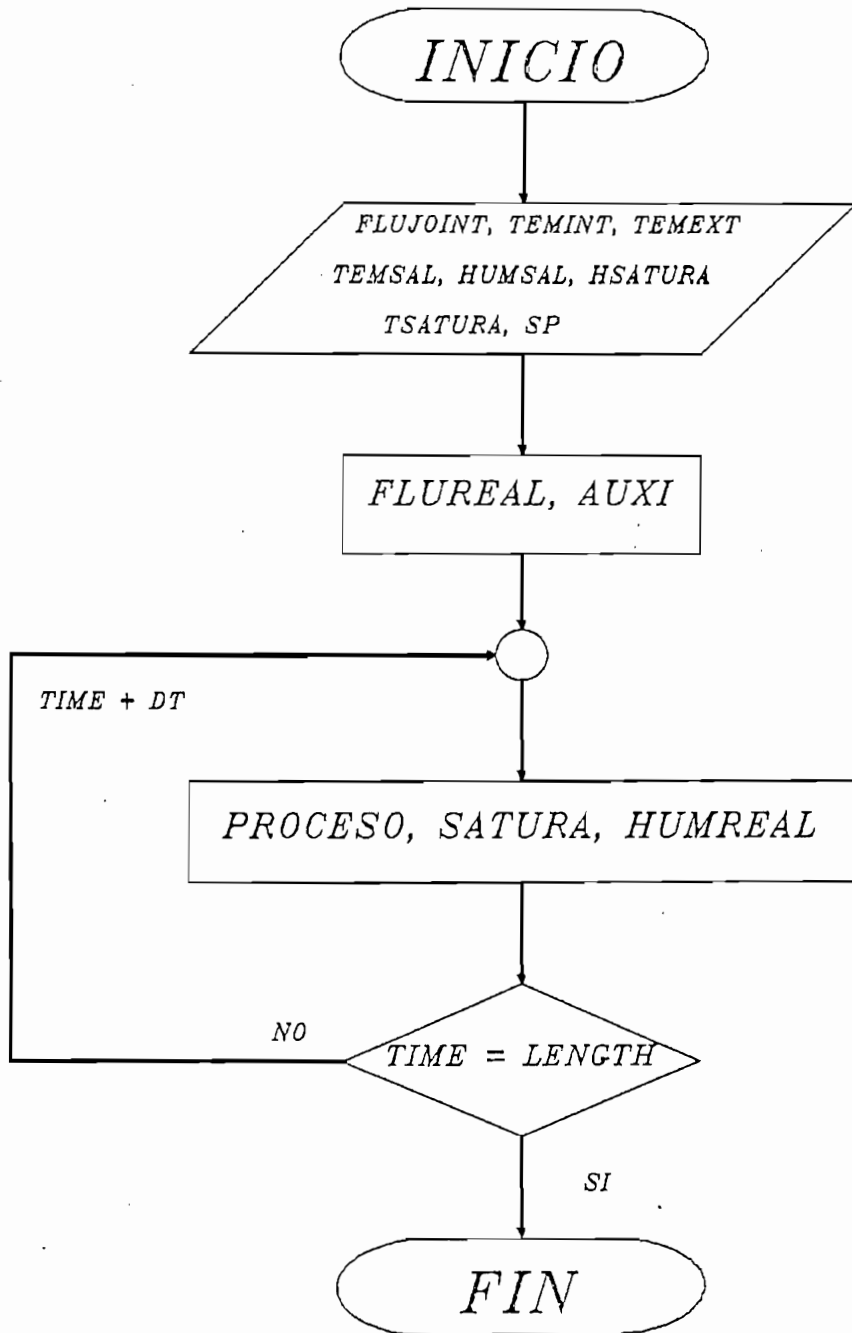 INICIO
FLUJOINT, TEMINT, TEMEXT
TEMSAL, HUMSAL, HSATURA
TSATURA, SP
FLUREAL, AUXI
TIME + DT
PROCESO, SATURA, HUMREAL
NO
TIME = LENGTH
SI
FIN